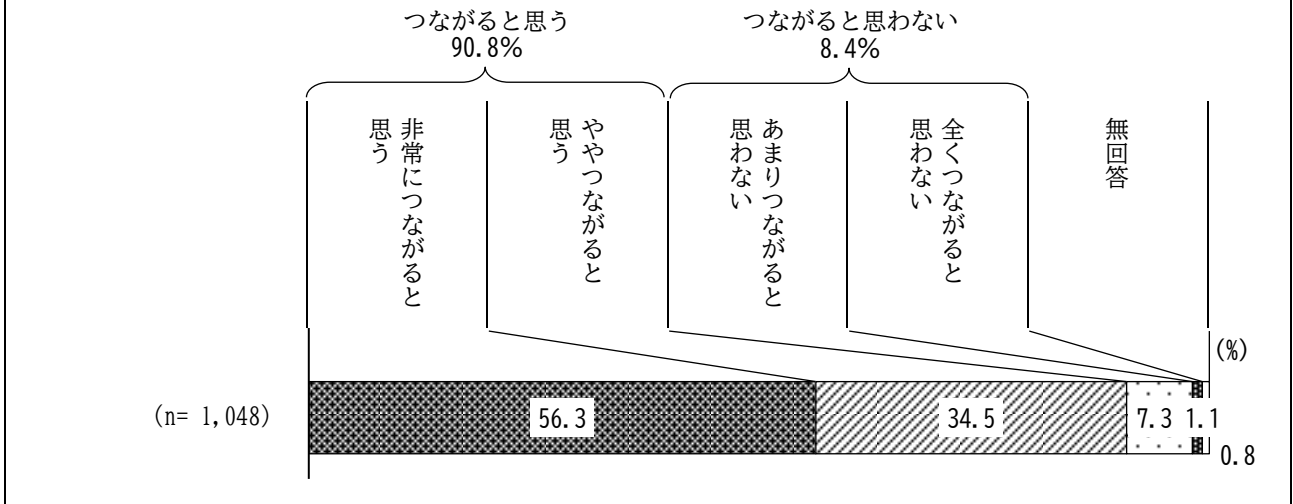 つながると思う
90.8%
つながると思わない
8.4%
非常につながると
思う
ややつながると
思う
あまりつながると
思わない
全くつながると
思わない
無回答
(%)
(n= 1,048)
56.3
34.5
7.3
1.1
0.8